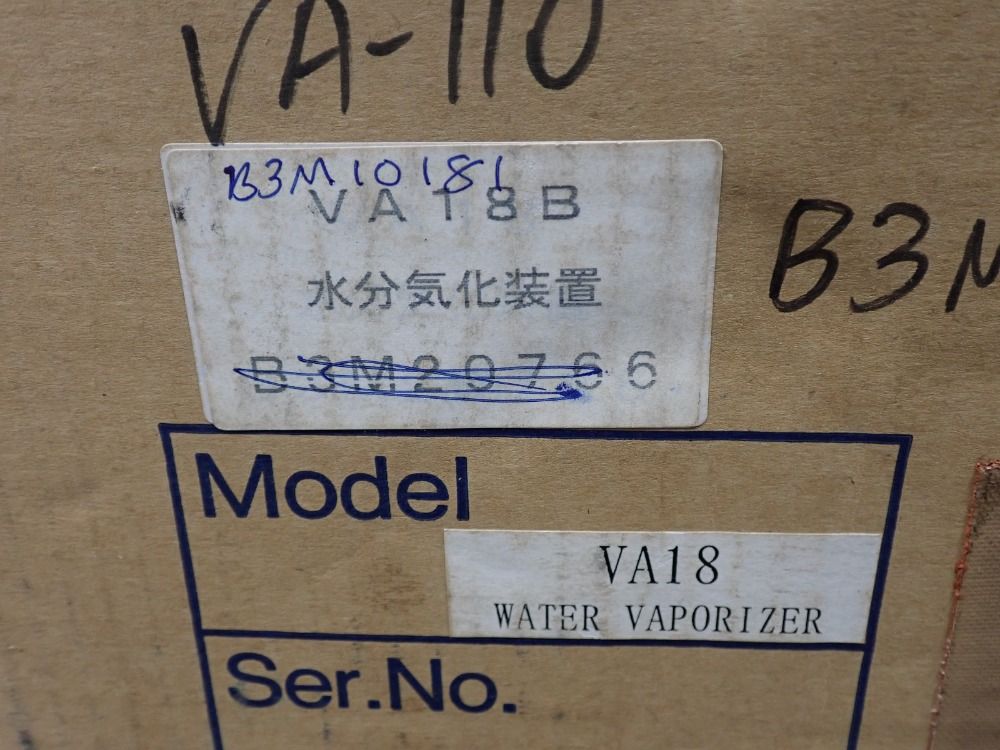 VA-110
B3M10181
VA18B
水分気化装置
B3M20766
B3M
Model
VA18
WATER VAPORIZER
Ser.No.